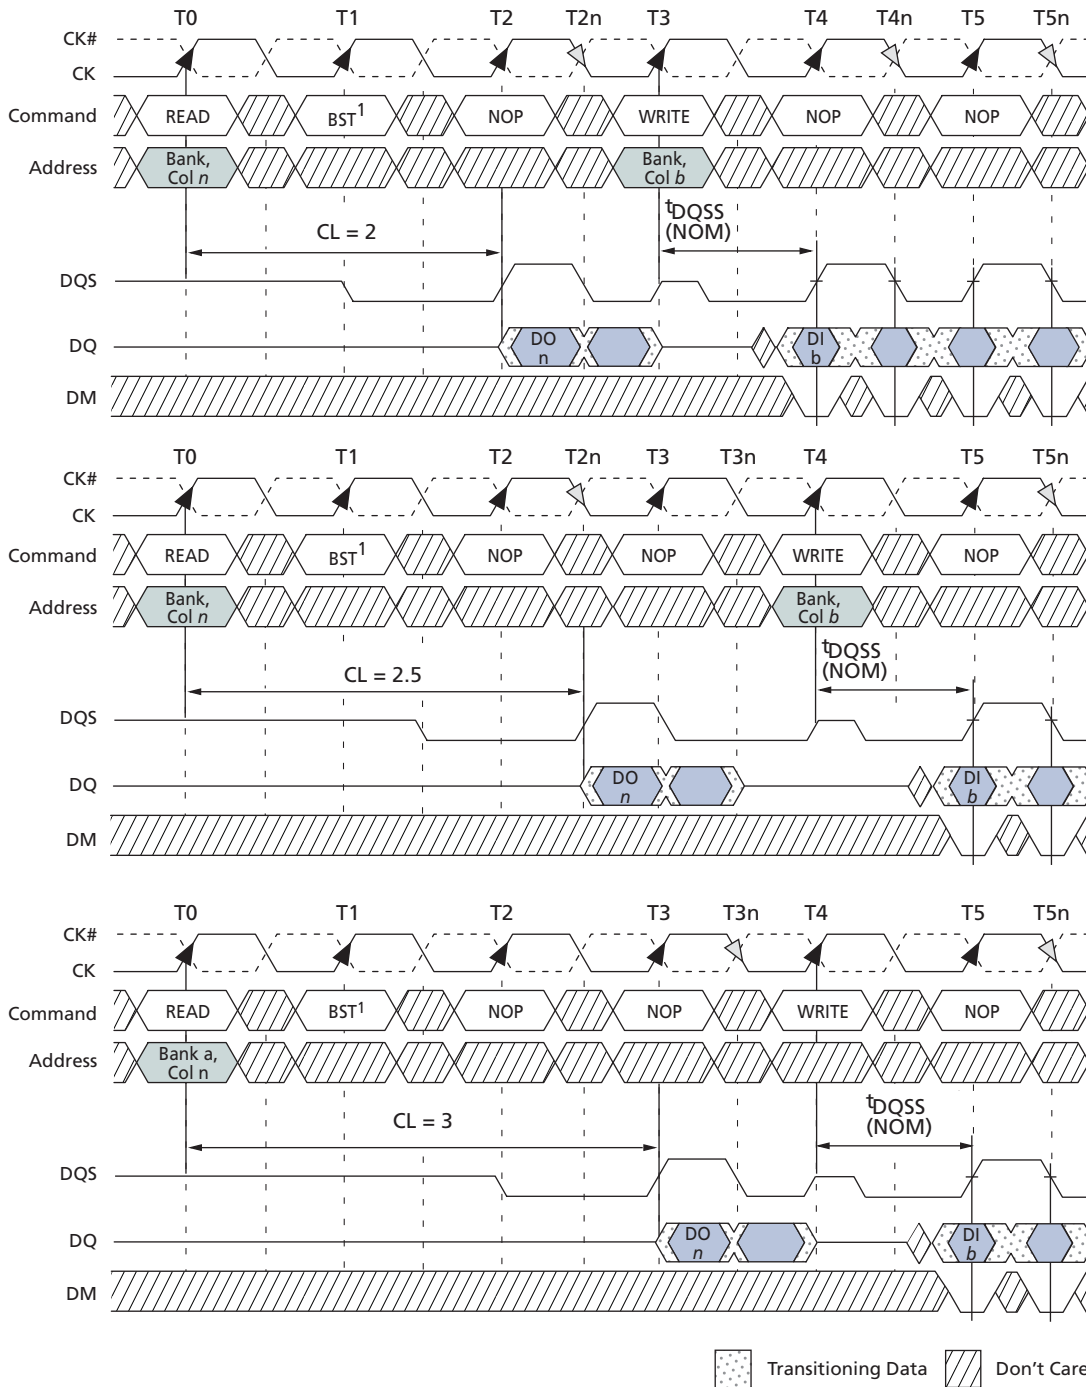 T0 T1 T2 T2n T3 T4 T4n T5 T5n
CK#
CK
Command READ BST1 NOP WRITE NOP NOP
Address Bank, Col n Bank, Col b
CL = 2 tDQSS (NOM)
DQS
DQ DO n DI b
DM
T0 T1 T2 T2n T3 T3n T4 T5 T5n
CK#
CK
Command READ BST1 NOP NOP WRITE NOP
Address Bank, Col n Bank, Col b
CL = 2.5 tDQSS (NOM)
DQS
DQ DO n DI b
DM
T0 T1 T2 T3 T3n T4 T5 T5n
CK#
CK
Command READ BST1 NOP NOP WRITE NOP
Address Bank a, Col n
CL = 3 tDQSS (NOM)
DQS
DQ DO n DI b
DM
Transitioning Data Don't Care